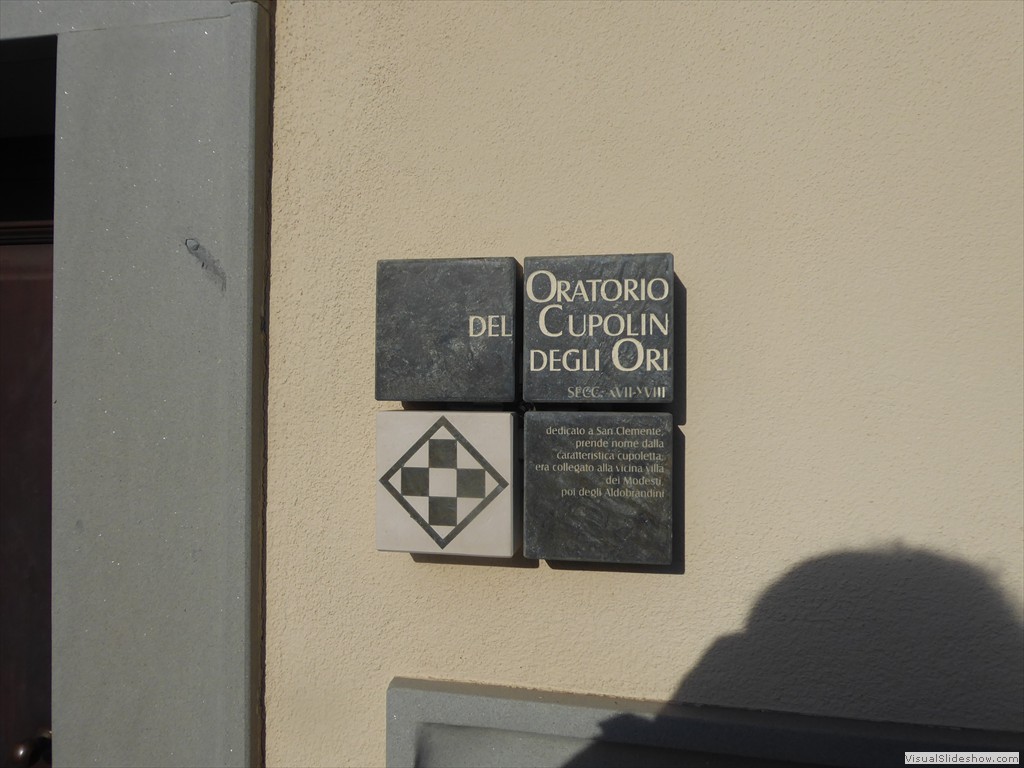 Oratorio
del Cupolin
degli Ori
secc. XVII-XVIII
dedicato a San Clemente,
prende nome dalla
caratteristica cupoletta;
era collegato alla vicina villa
dei Modesti,
poi degli Aldobrandini
VisualSlideshow.com